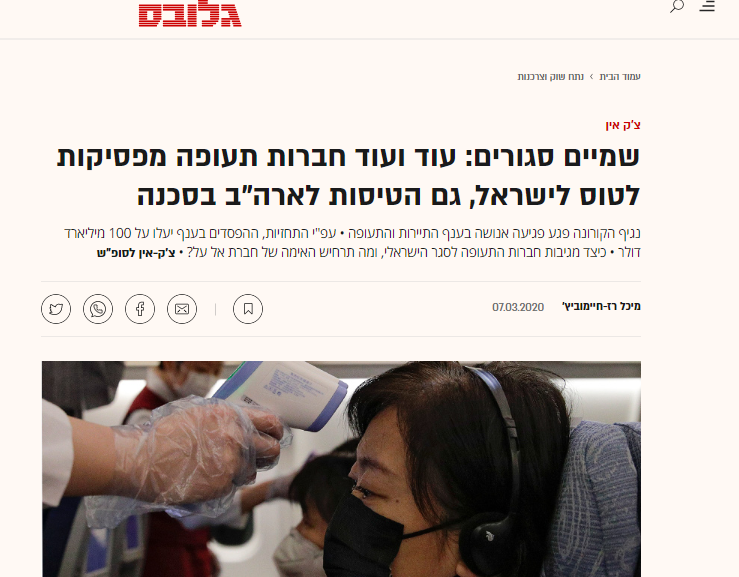 גלובס
עמוד הבית › נתח שוק וצרכנות
צ'ק אין
שמיים סגורים: עוד ועוד חברות תעופה מפסיקות
לטוס לישראל, גם הטיסות לארה"ב בסכנה
נגיף הקורונה פגע פגיעה אנושה בענף התיירות והתעופה • עפ"י התחזיות, ההפסדים בענף יעלו על 100 מיליארד
דולר • כיצד מגיבות חברות התעופה לסגר הישראלי, ומה תרחיש האימה של חברת אל על? • צ'ק-אין לסופ"ש
מיכל רז-חיימוביץ' 07.03.2020